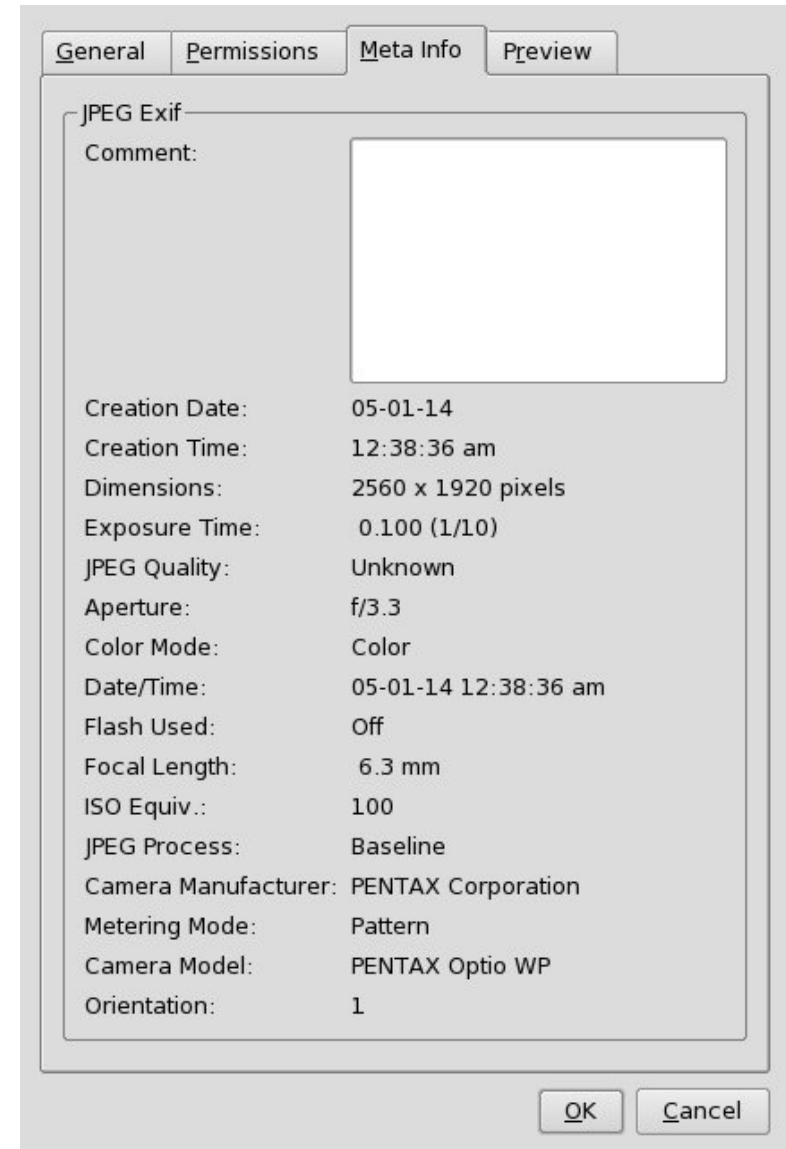 General Permissions Meta Info Preview
JPEG Exif
Comment:
Creation Date: 05-01-14
Creation Time: 12:38:36 am
Dimensions: 2560 x 1920 pixels
Exposure Time: 0.100 (1/10)
JPEG Quality: Unknown
Aperture: f/3.3
Color Mode: Color
Date/Time: 05-01-14 12:38:36 am
Flash Used: Off
Focal Length: 6.3 mm
ISO Equiv.: 100
JPEG Process: Baseline
Camera Manufacturer: PENTAX Corporation
Metering Mode: Pattern
Camera Model: PENTAX Optio WP
Orientation: 1
OK Cancel